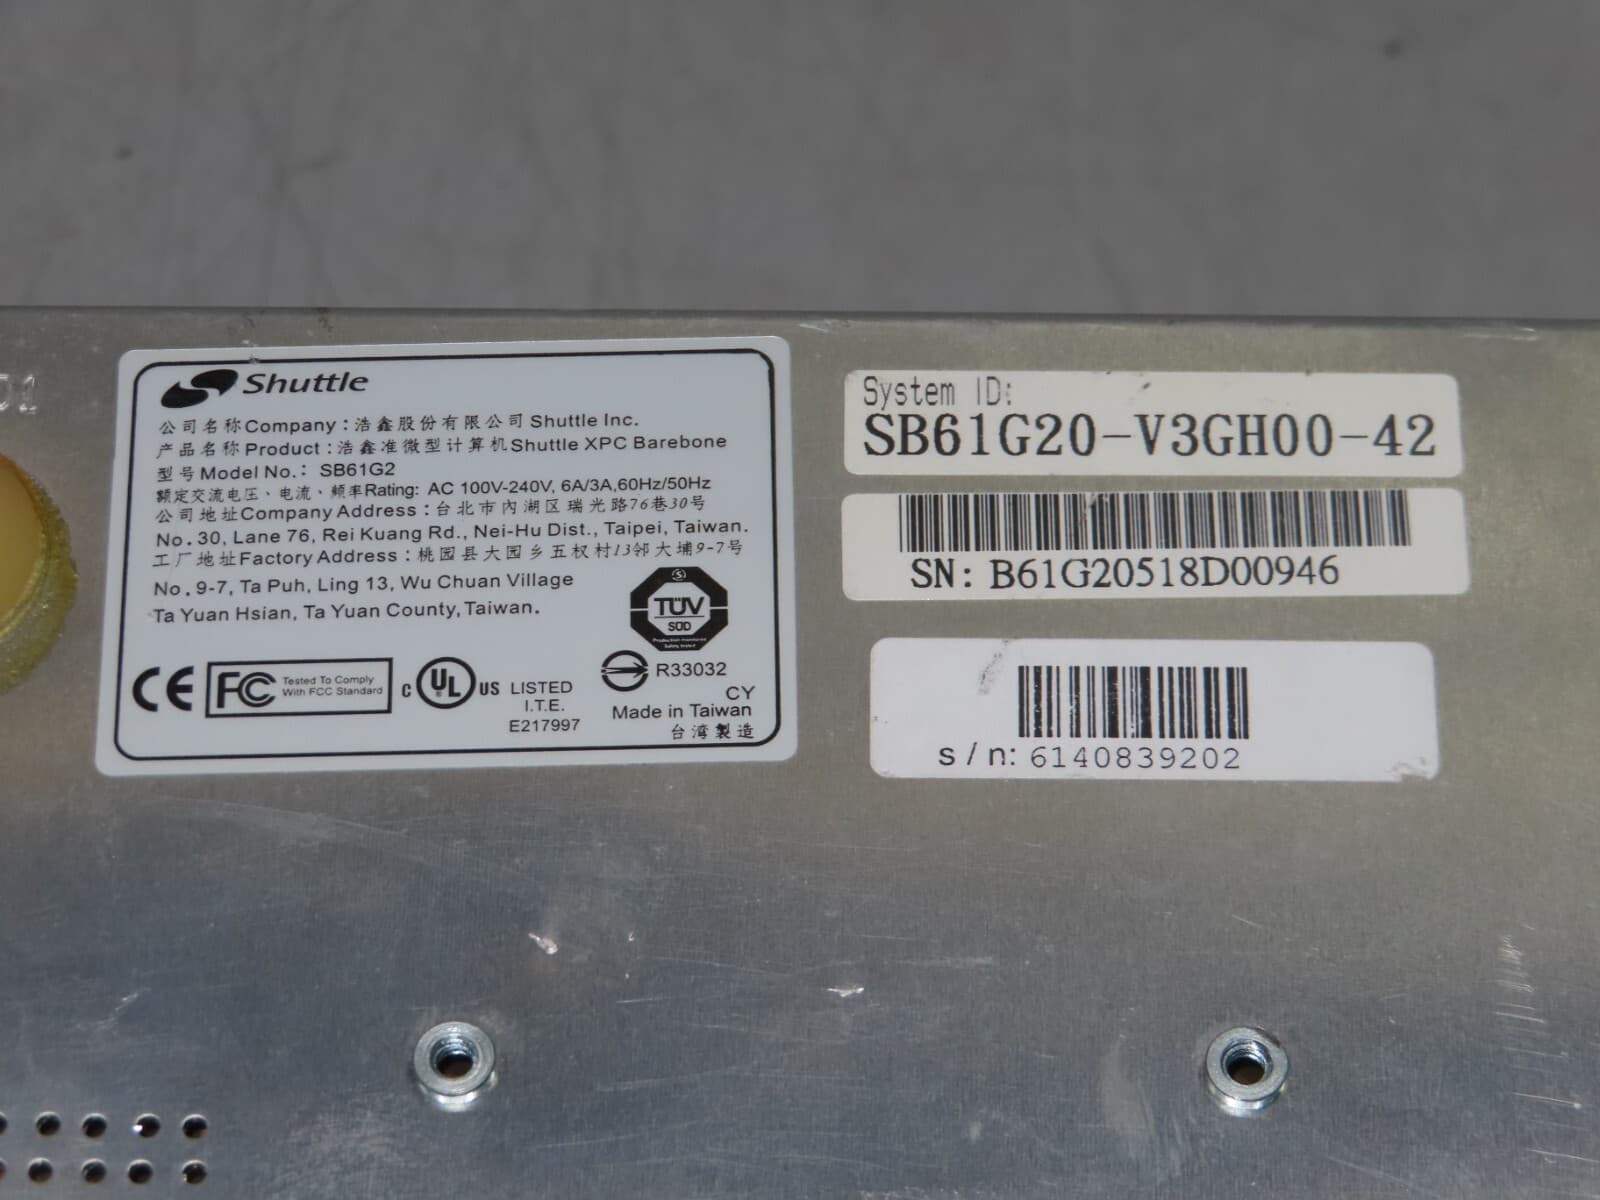 Shuttle
公司名称Company：浩鑫股份有限公司 Shuttle Inc.
产品名称Product：浩鑫准微型计算机Shuttle XPC Barebone
型号Model No.： SB61G2
额定交流电压、电流、频率Rating: AC 100V-240V, 6A/3A,60Hz/50Hz
公司地址Company Address：台北市内湖区瑞光路76巷30号
No.30, Lane 76, Rei Kuang Rd., Nei-Hu Dist., Taipei, Taiwan.
工厂地址Factory Address：桃园县大园乡五权村13邻大埔9-7号
No.9-7, Ta Puh, Ling 13, Wu Chuan Village
Ta Yuan Hsian, Ta Yuan County, Taiwan.
S
TÜV
SÜD
Production monitored
Safety tested
CE FC Tested To Comply
With FCC Standard
C UL US LISTED
I.T.E.
E217997
R33032
CY
Made in Taiwan
台湾製造
System ID:
SB61G20-V3GH00-42
SN: B61G20518D00946
s/n: 6140839202